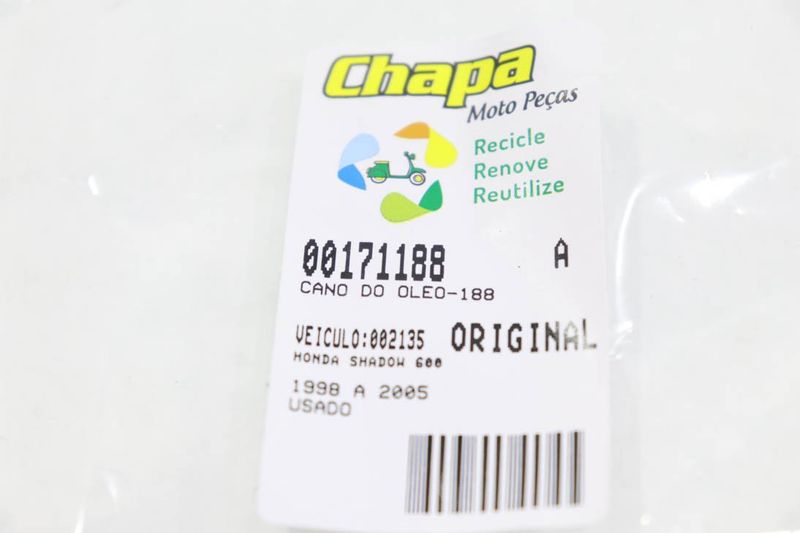 Chapa
Moto Peças
Recicle
Renove
Reutilize
00171188 A
CANO DO OLEO-188
VEICULO:002135 ORIGINAL
HONDA SHADOW 600
1998 A 2005
USADO